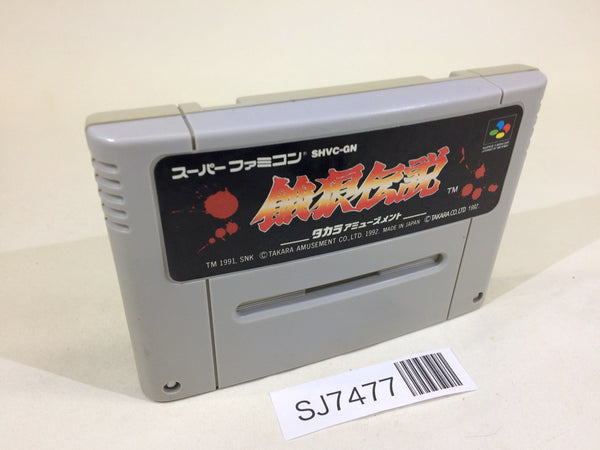 スーパーファミコン® SHVC-GN
餓狼伝説™
タカラアミューズメント
©TAKARA CO.,LTD. 1992.
TM 1991. SNK ©TAKARA AMUSEMENT CO.,LTD. 1992. MADE IN JAPAN
SJ7477